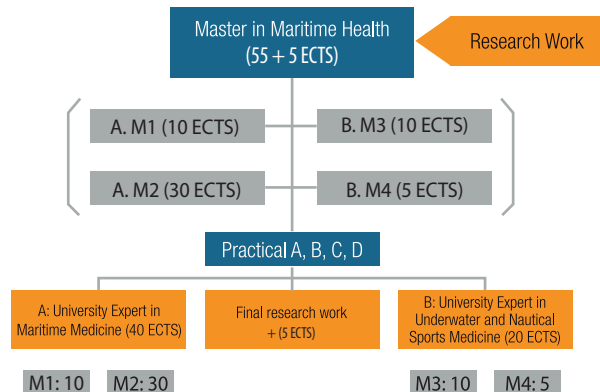 Master in Maritime Health
(55 + 5 ECTS)
Research Work
A. M1 (10 ECTS)
B. M3 (10 ECTS)
A. M2 (30 ECTS)
B. M4 (5 ECTS)
Practical A, B, C, D
A: University Expert in
Maritime Medicine (40 ECTS)
Final research work
+ (5 ECTS)
B: University Expert in
Underwater and Nautical
Sports Medicine (20 ECTS)
M1: 10
M2: 30
M3: 10
M4: 5